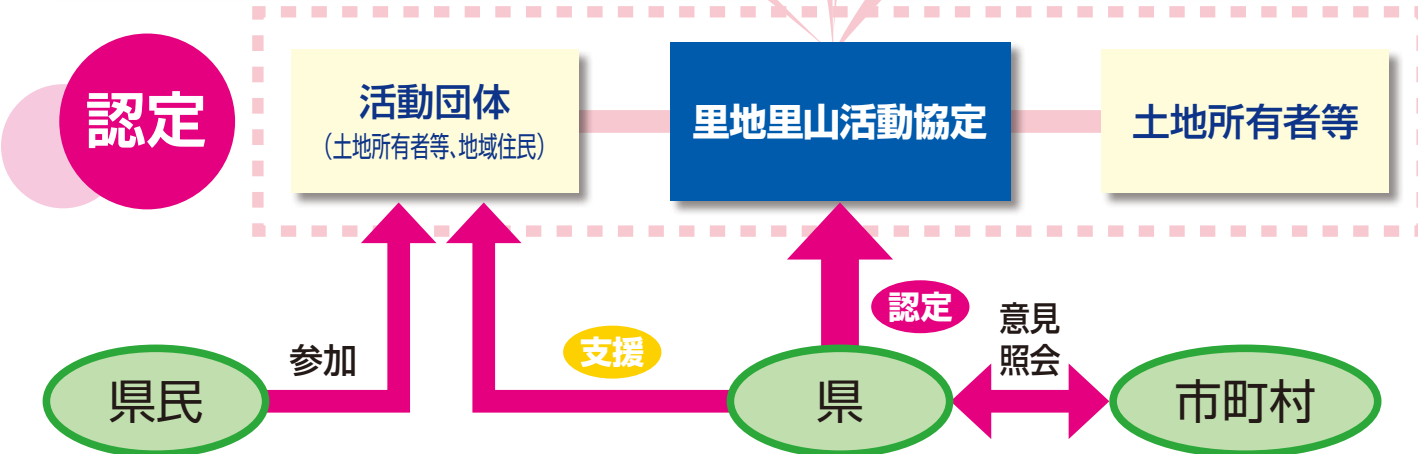 認定
活動団体
（土地所有者等、地域住民）
里地里山活動協定
土地所有者等
認定
意見
照会
参加
支援
県民
県
市町村